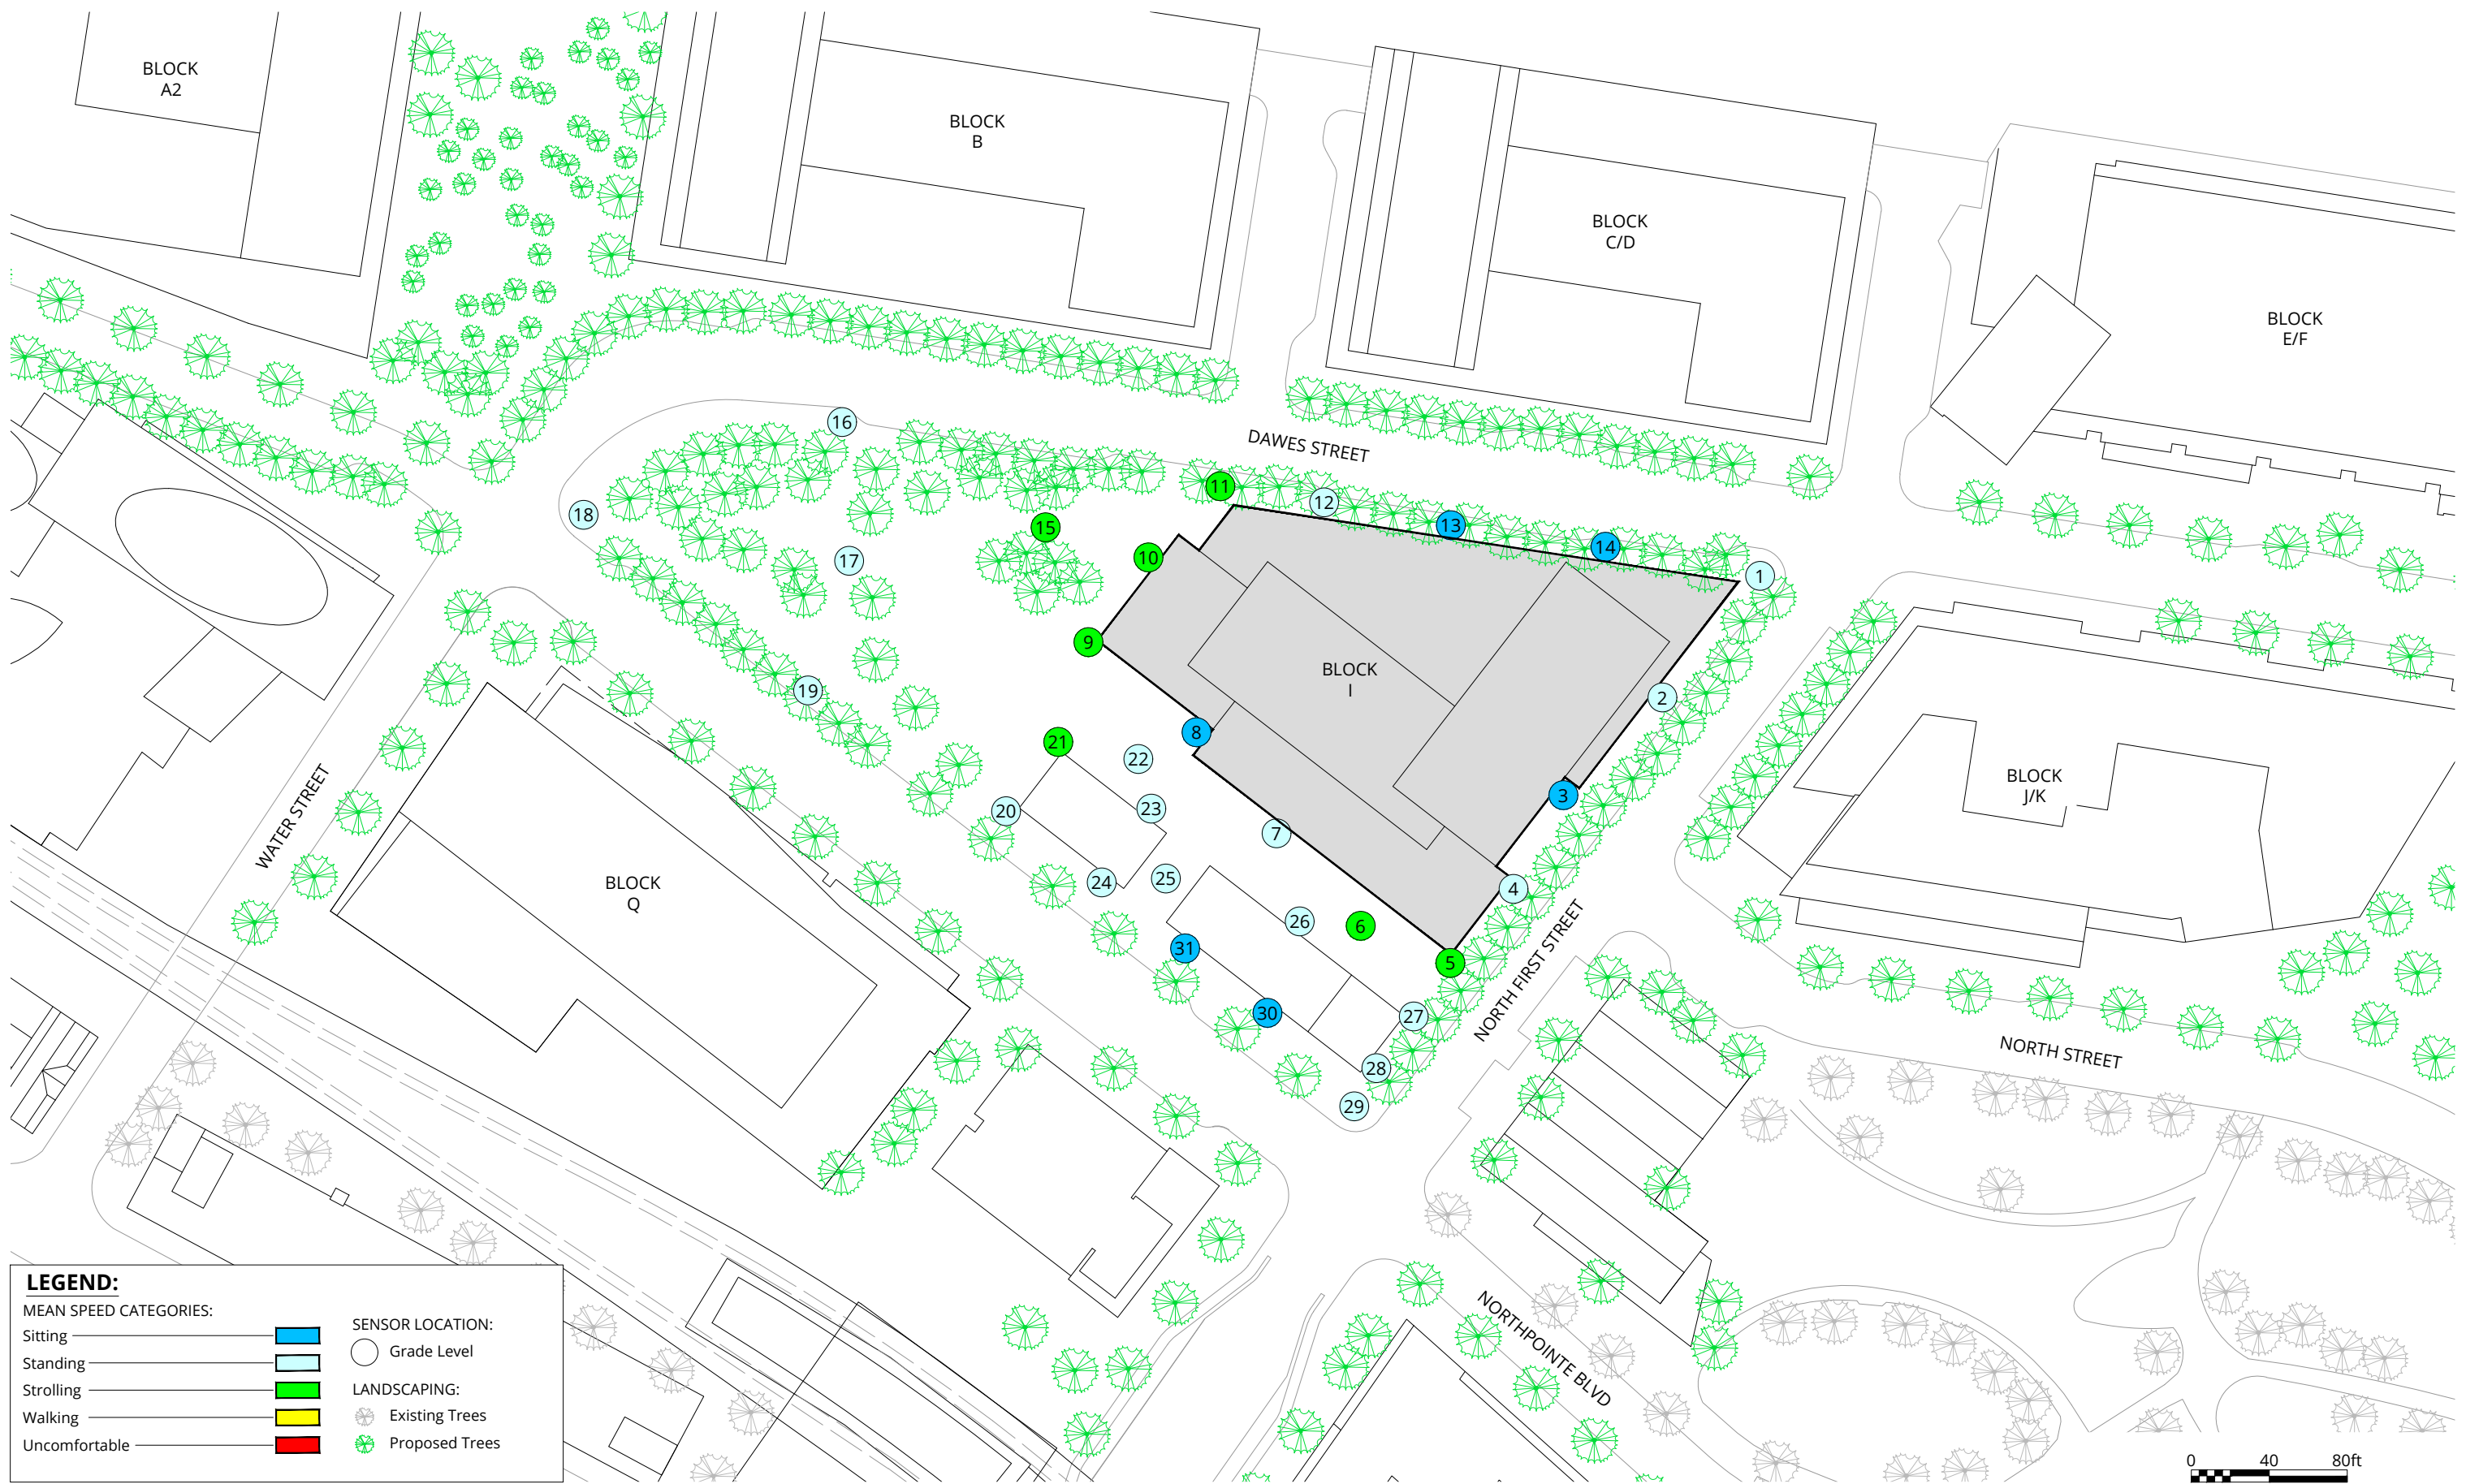 BLOCK
A2
BLOCK
B
BLOCK
C/D
BLOCK
E/F
DAWES STREET
16
11
12
13
14
18
15
10
17
1
9
BLOCK
I
19
2
8
21
22
3
20
23
7
BLOCK
J/K
WATER STREET
BLOCK
Q
24
25
4
26
6
31
5
NORTH FIRST STREET
30
27
28
29
NORTH STREET
NORTHPOINTE BLVD
LEGEND:
MEAN SPEED CATEGORIES:
Sitting
Standing
Strolling
Walking
Uncomfortable
SENSOR LOCATION:
Grade Level
LANDSCAPING:
Existing Trees
Proposed Trees
0 40 80ft